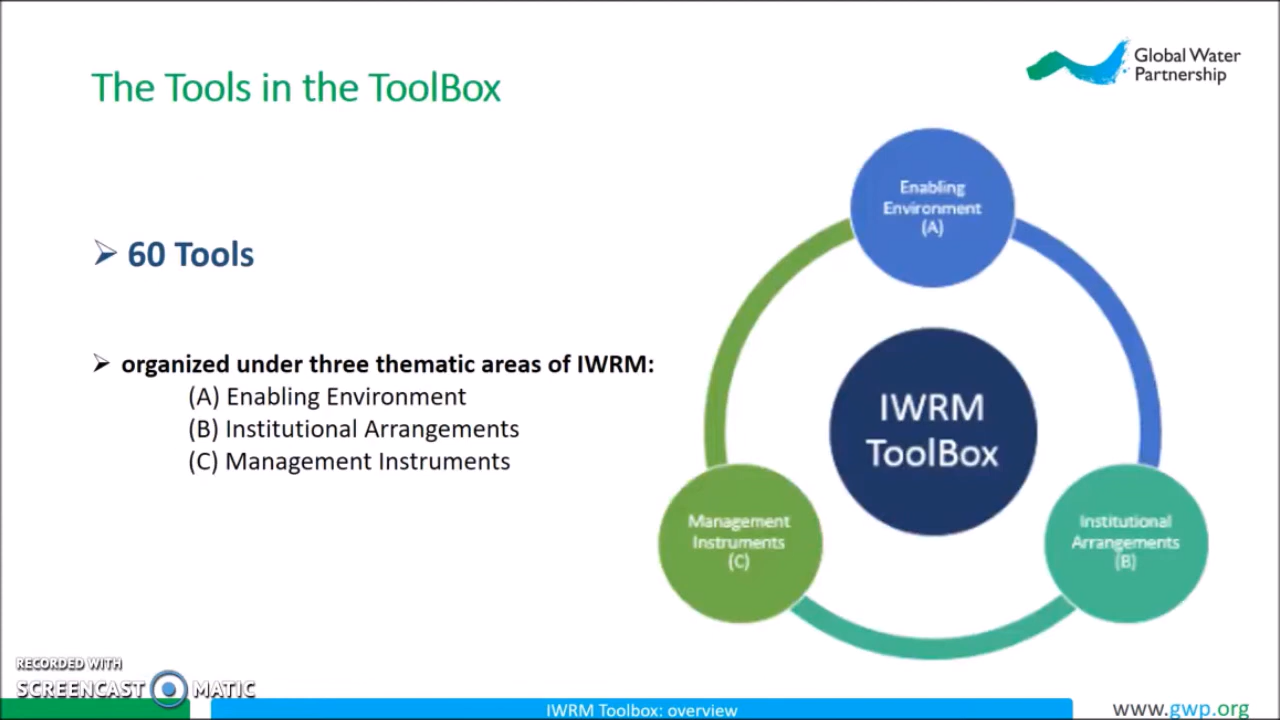 Global Water
Partnership
The Tools in the ToolBox
➢ 60 Tools
➢ organized under three thematic areas of IWRM:
(A) Enabling Environment
(B) Institutional Arrangements
(C) Management Instruments
Enabling
Environment
(A)
IWRM
ToolBox
Management
Instruments
(C)
Institutional
Arrangements
(B)
RECORDED WITH
SCREENCAST MATIC
IWRM Toolbox: overview
www.gwp.org